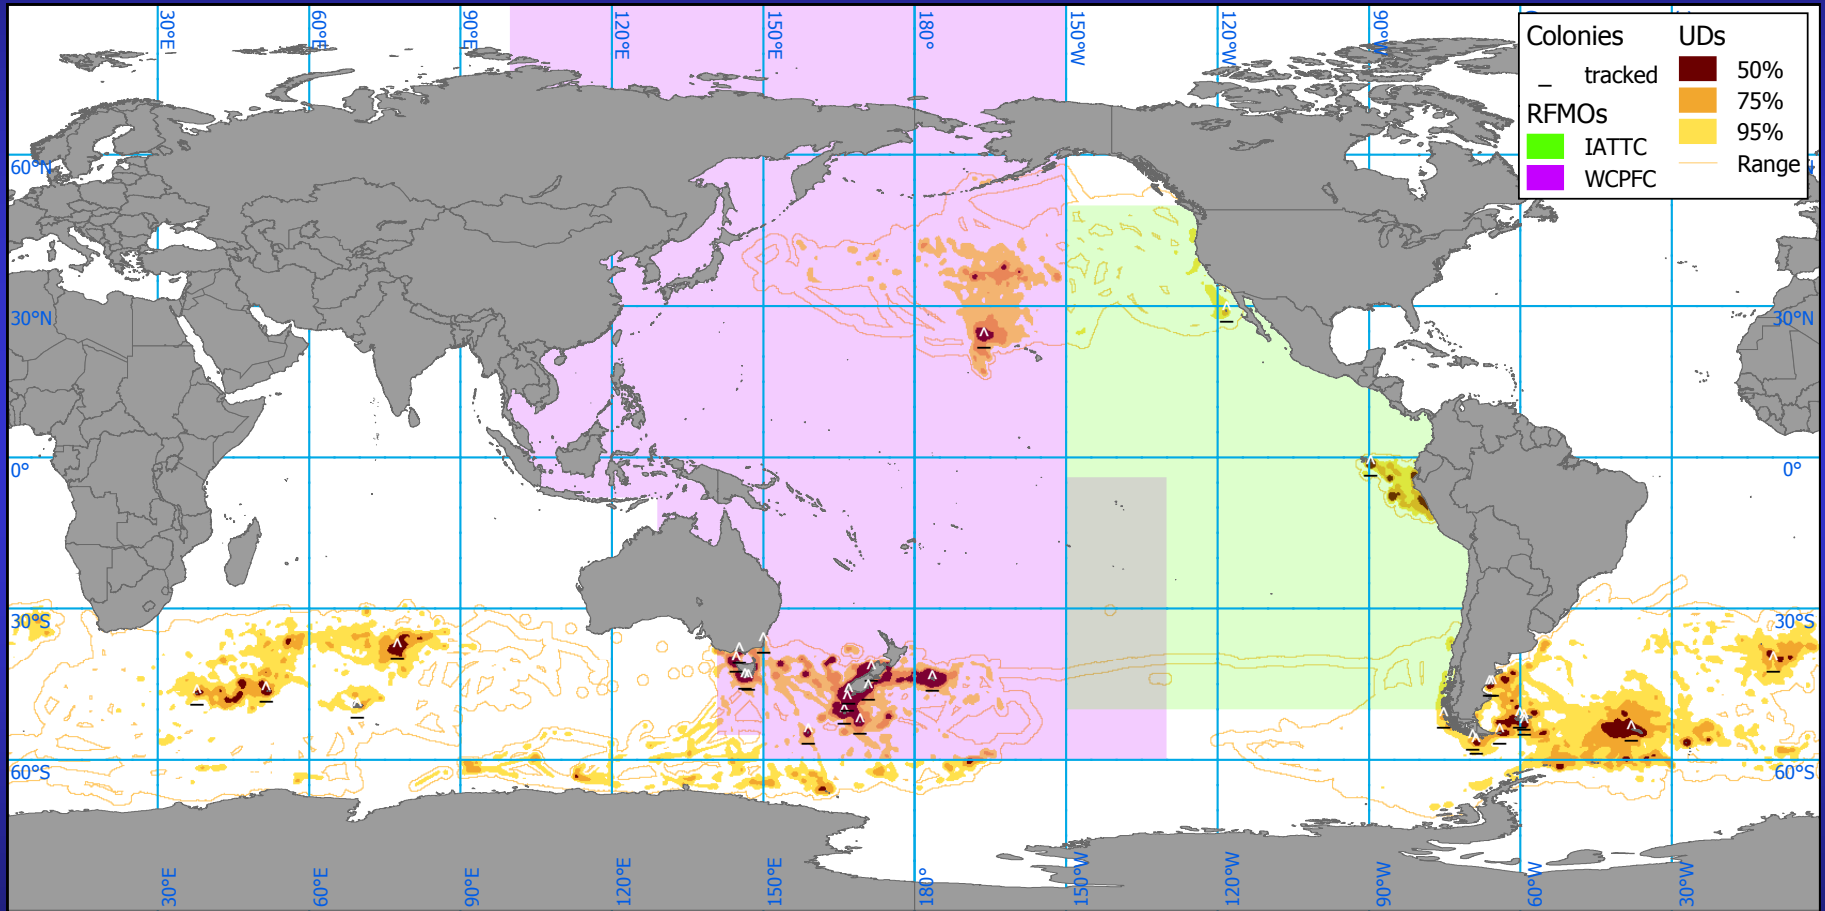 30°E 60°E 90°E 120°E 150°E 180° 150°W 120°W 90°W
Colonies UDs
tracked 50%
RFMOs 75%
IATTC 95%
WCPFC Range
60°N
30°N 30°N
0° 0°
30°S 30°S
60°S 60°S
30°E 60°E 90°E 120°E 150°E 180° 150°W 120°W 90°W 60°W 30°W